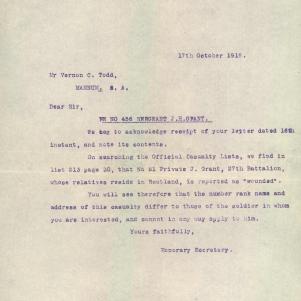 17th October 1918.
Mr Vernon C. Todd,
MANNUM, S. A.
Dear Sir,
RE NO 456 SERGEANT J.H.GRANT.
We beg to acknowledge receipt of your letter dated 16th
instant, and note its contents.
On searching the Official Casualty Lists, we find in
list 213 page 20, that No 21 Private J. Grant, 27th Battalion,
whose relatives reside in Scotland, is reported as "wounded".
You will see therefore that the number rank name and
address of this casualty differ to those of the soldier in whom
you are interested, and cannot in any way apply to him.
Yours faithfully,
Honorary Secretary.